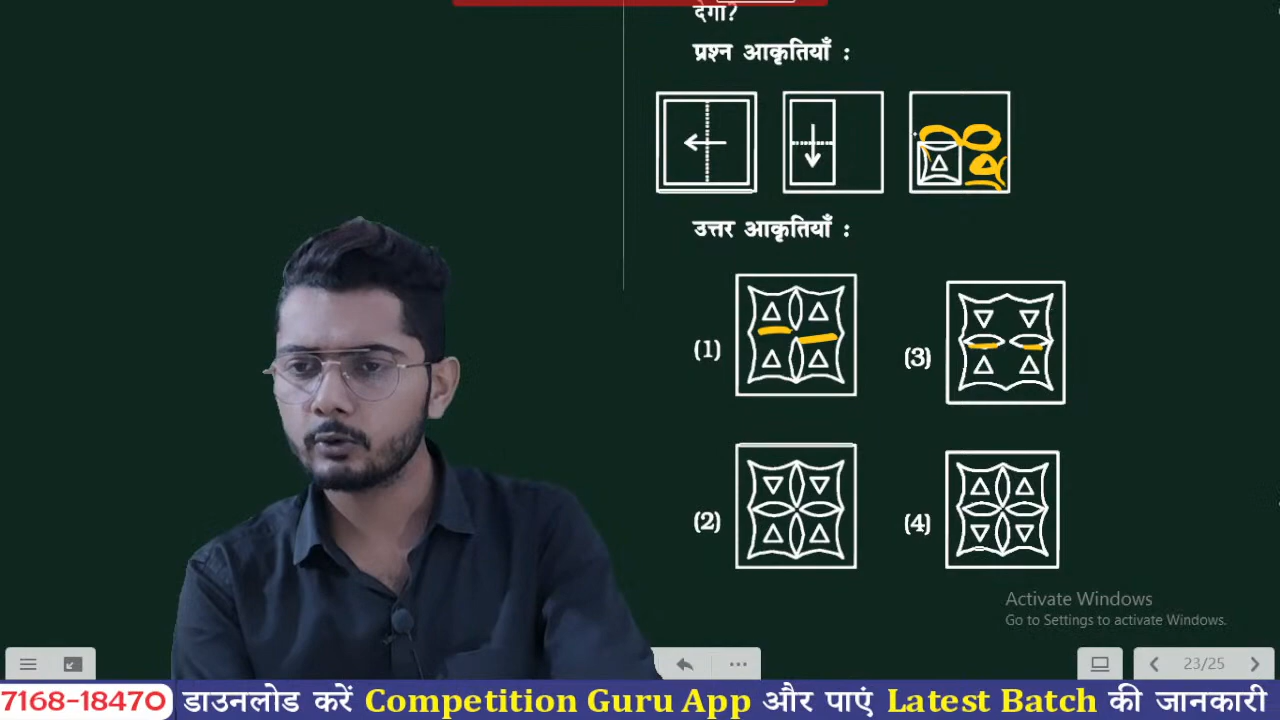 देगा?
प्रश्न आकृतियाँ :
उत्तर आकृतियाँ :
(1)
(3)
(2)
(4)
Activate Windows
Go to Settings to activate Windows.
23/25
7168-18470 डाउनलोड करें Competition Guru App और पाएं Latest Batch की जानकारी